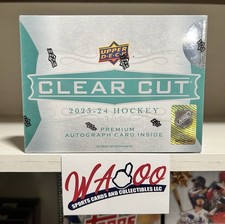 UPPER DECK
CLEAR CUT
2023-24 HOCKEY
PREMIUM
AUTOGRAPH CARD INSIDE
WAHOO
SPORTS CARDS AND COLLECTIBLES LLC